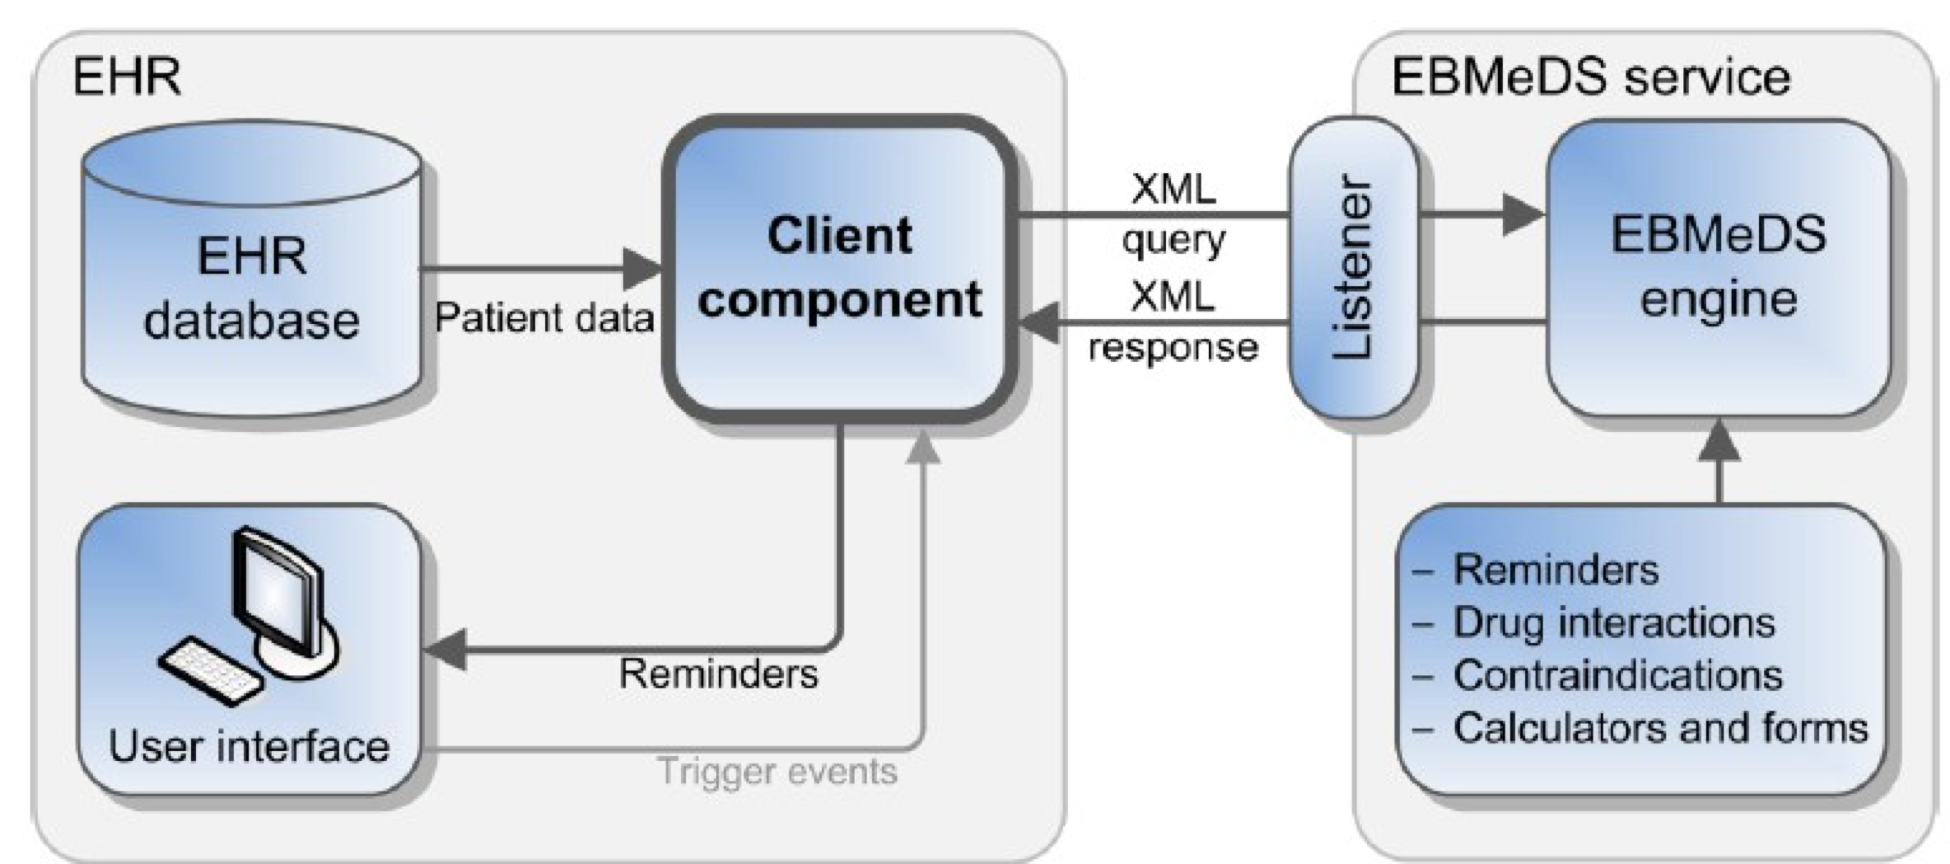 EHR
EHR
database
Patient data
Client
component
XML
query
XML
response
Reminders
Trigger events
User interface
EBMeDS service
Listener
EBMeDS
engine
– Reminders
– Drug interactions
– Contraindications
– Calculators and forms